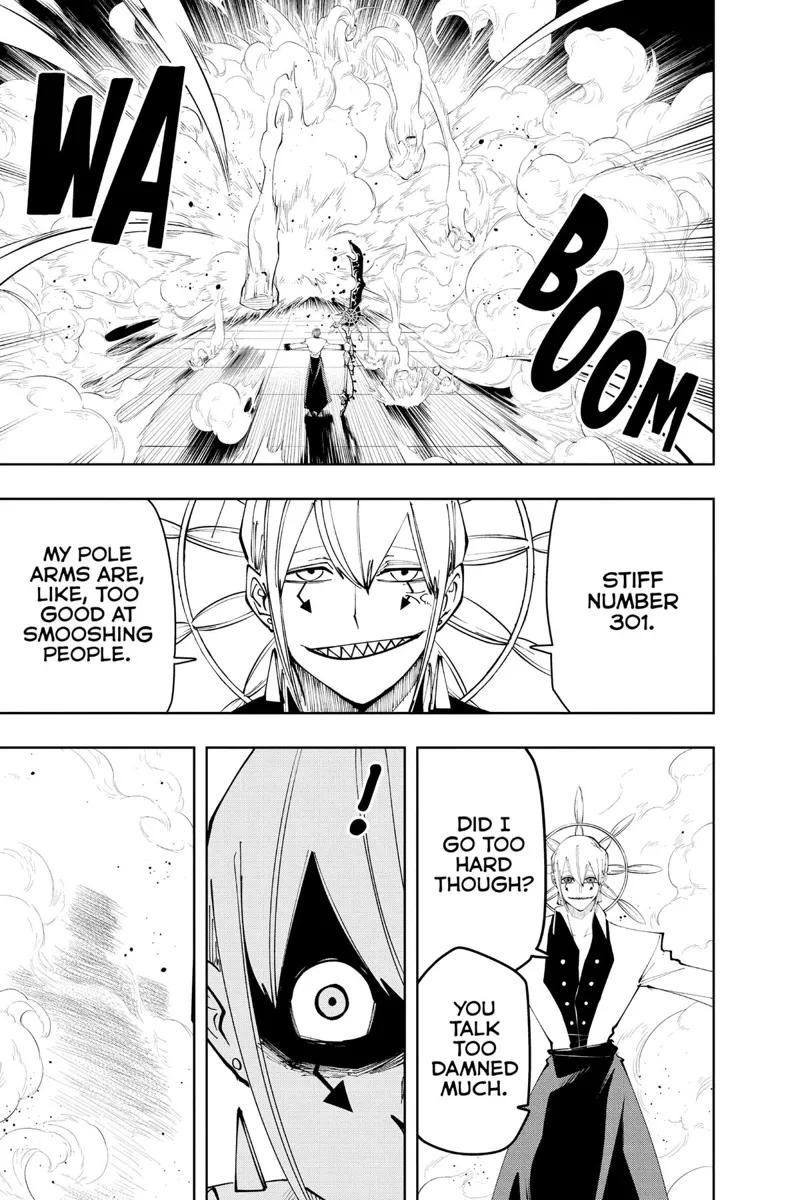 WA
BOOM
STIFF
NUMBER
301.
MY POLE
ARMS ARE,
LIKE, TOO
GOOD AT
SMOOSHING
PEOPLE.
DID I
GO TOO
HARD
THOUGH?
YOU
TALK
TOO
DAMNED
MUCH.
!